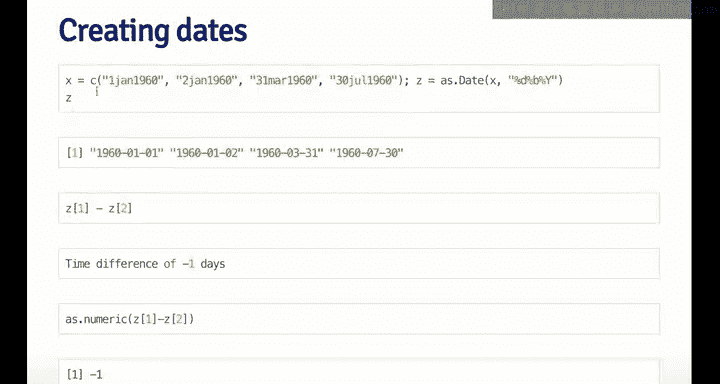 Creating dates
x = c("1jan1960", "2jan1960", "31mar1960", "30jul1960"); z = as.Date(x, "%d%b%Y")
z
[1] "1960-01-01" "1960-01-02" "1960-03-31" "1960-07-30"
z[1] - z[2]
Time difference of -1 days
as.numeric(z[1]-z[2])
[1] -1